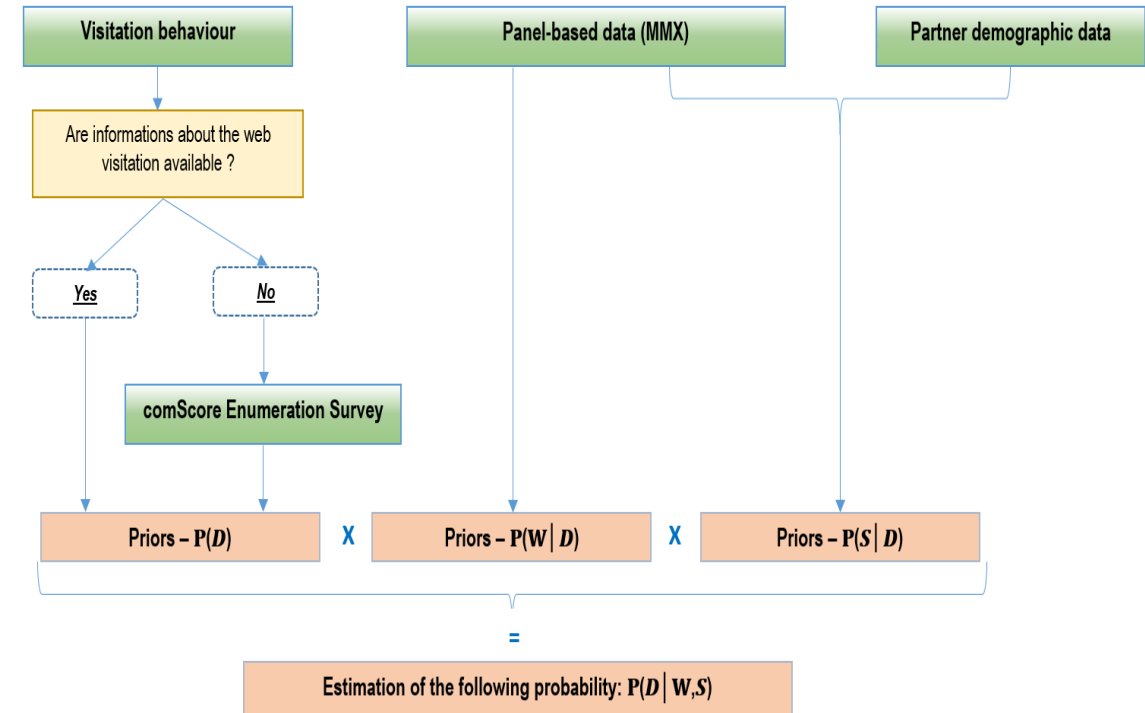 Visitation behaviour
Panel-based data (MMX)
Partner demographic data
Are informations about the web
visitation available ?
Yes
No
comScore Enumeration Survey
Priors – P(D)
X
Priors – P(W | D)
X
Priors – P(S | D)
=
Estimation of the following probability: P(D | W,S)